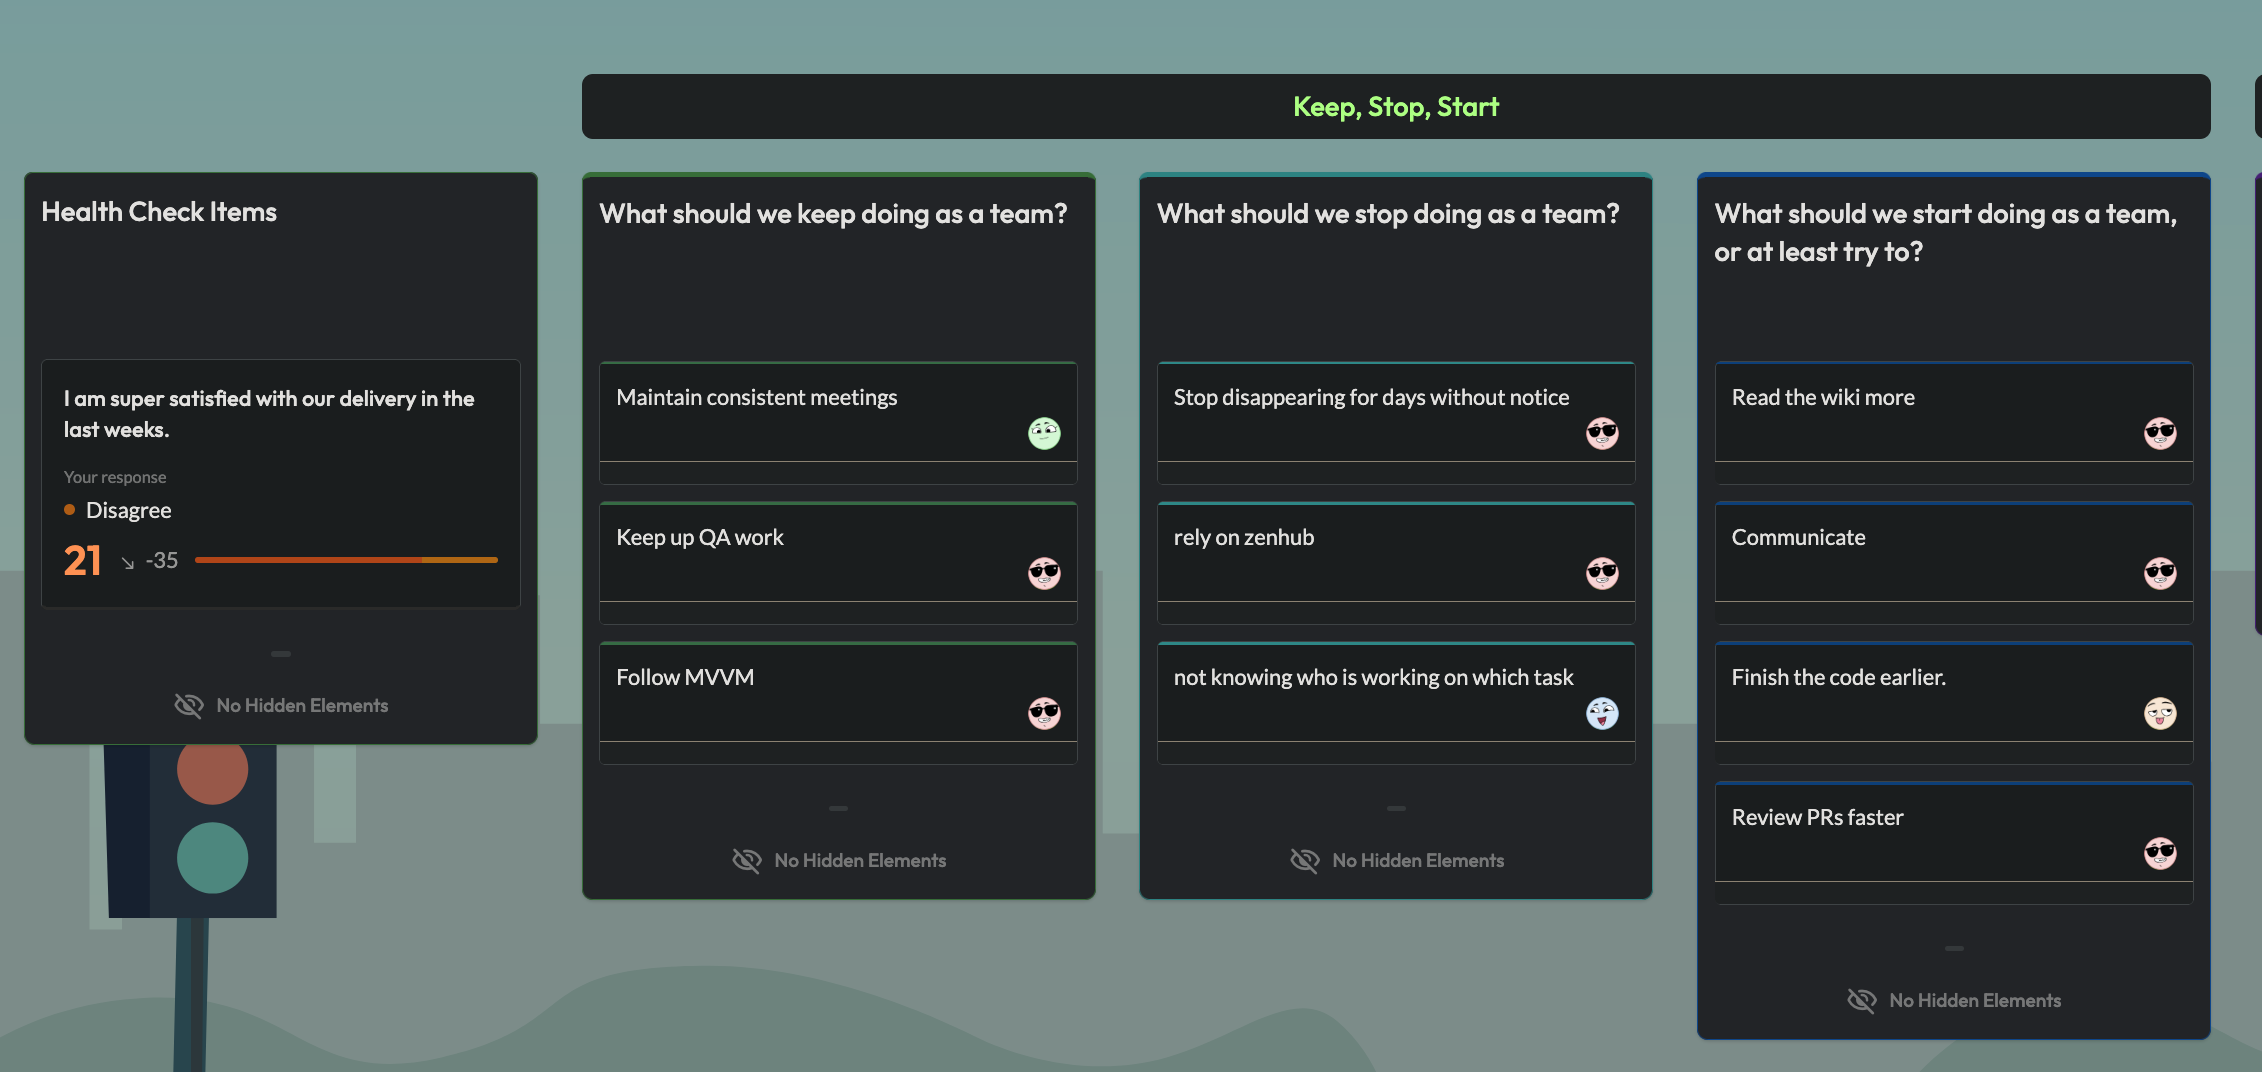 Keep, Stop, Start
Health Check Items
I am super satisfied with our delivery in the
last weeks.
Your response
Disagree
21
-35
No Hidden Elements
What should we keep doing as a team?
Maintain consistent meetings
Keep up QA work
Follow MVVM
No Hidden Elements
What should we stop doing as a team?
Stop disappearing for days without notice
rely on zenhub
not knowing who is working on which task
No Hidden Elements
What should we start doing as a team,
or at least try to?
Read the wiki more
Communicate
Finish the code earlier.
Review PRs faster
No Hidden Elements